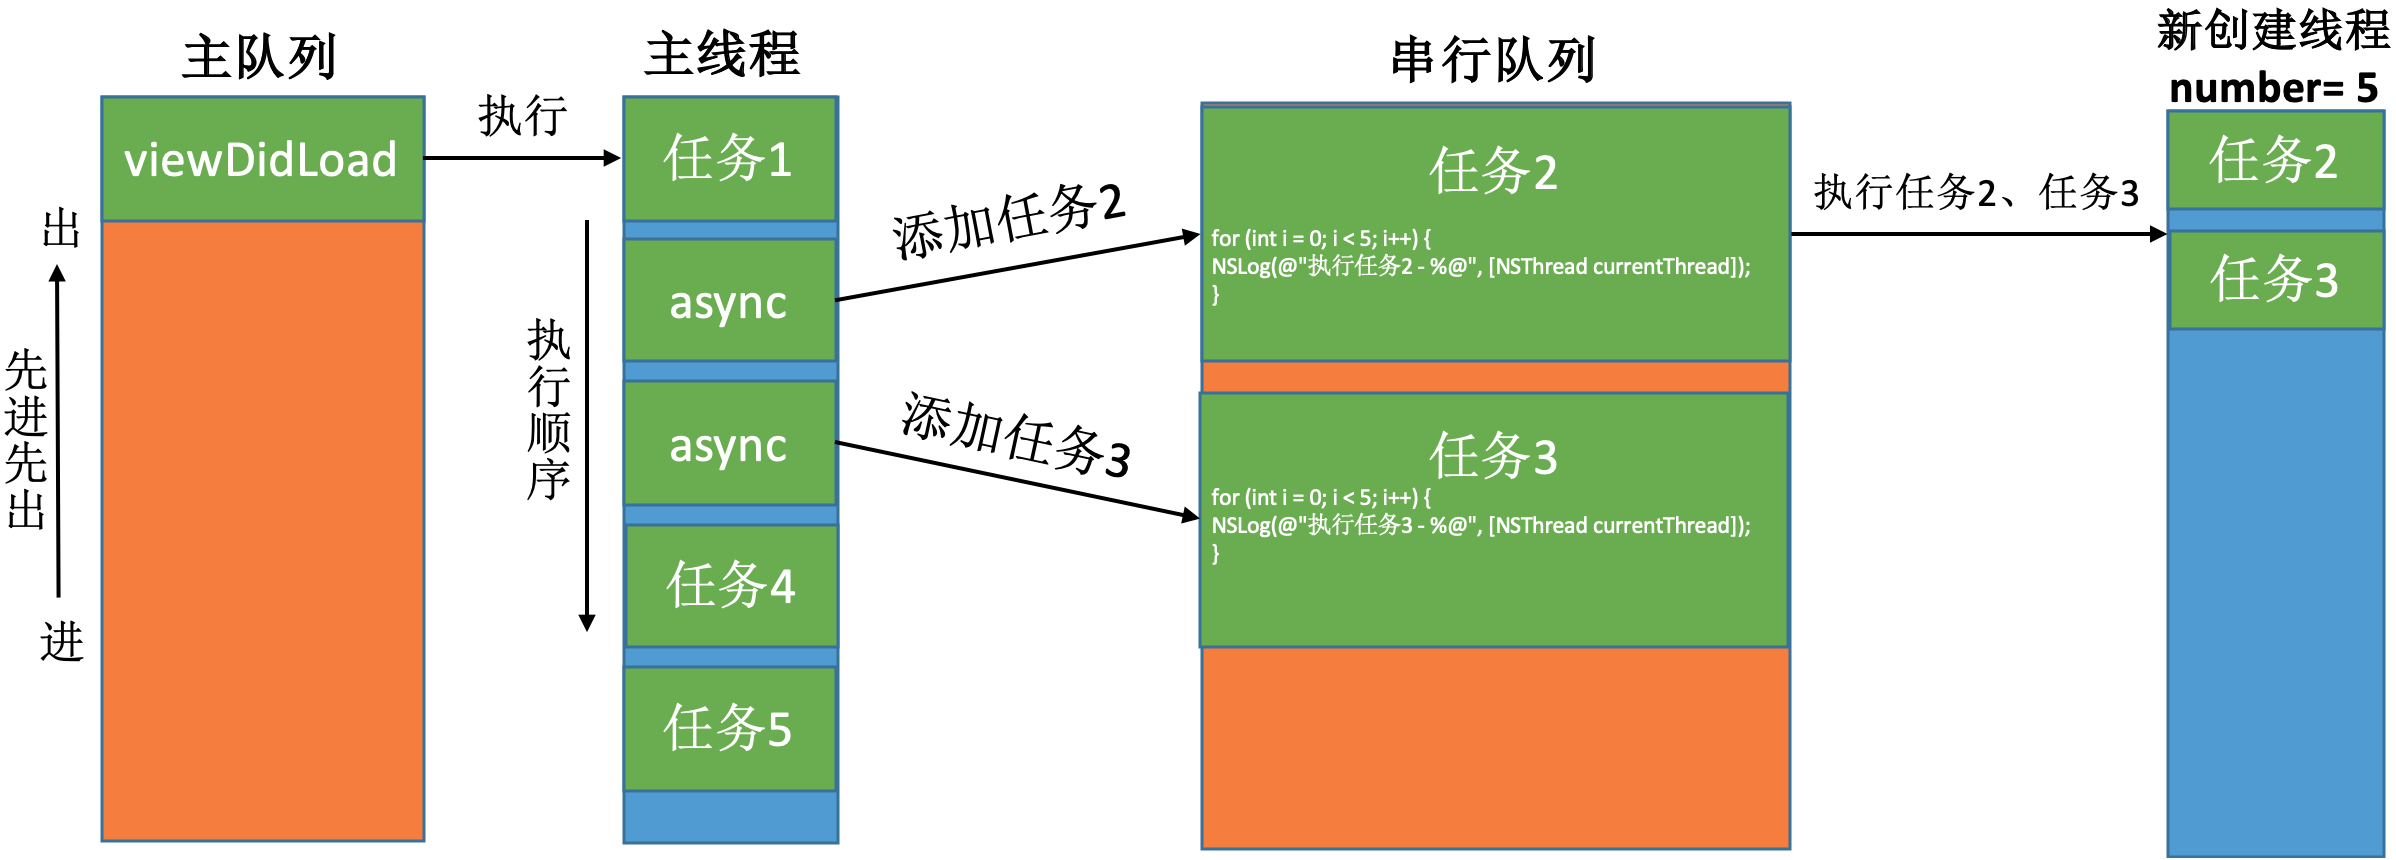 主队列
viewDidLoad
出
先进先出
进
执行
执行顺序
主线程
任务1
async
async
任务4
任务5
添加任务2
添加任务3
串行队列
任务2
for (int i = 0; i < 5; i++) {
NSLog(@"执行任务2 - %@", [NSThread currentThread]);
}
任务3
for (int i = 0; i < 5; i++) {
NSLog(@"执行任务3 - %@", [NSThread currentThread]);
}
执行任务2、任务3
新创建线程
number= 5
任务2
任务3